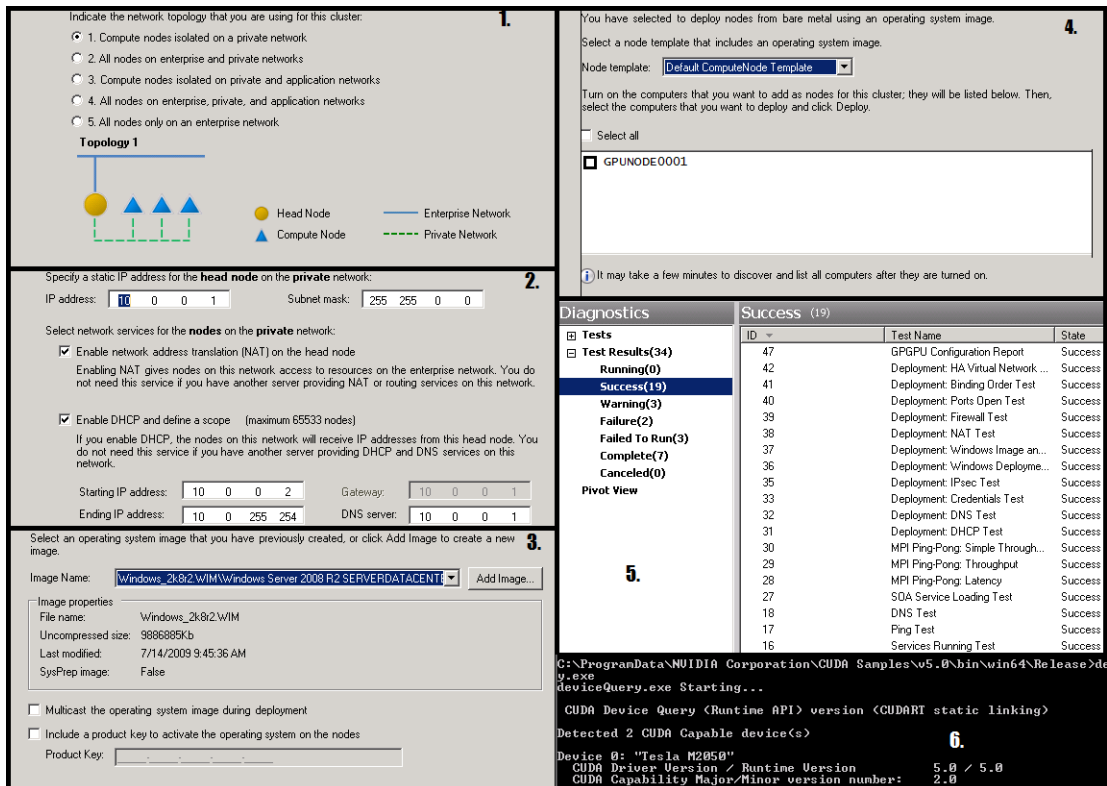 Indicate the network topology that you are using for this cluster:
1.
1. Compute nodes isolated on a private network
2. All nodes on enterprise and private networks
3. Compute nodes isolated on private and application networks
4. All nodes on enterprise, private, and application networks
5. All nodes only on an enterprise network
Topology 1
Head Node
Enterprise Network
Compute Node
Private Network
Specify a static IP address for the head node on the private network:
2.
IP address: 10 0 0 1 Subnet mask: 255 255 0 0
Select network services for the nodes on the private network:
Enable network address translation (NAT) on the head node
Enabling NAT gives nodes on this network access to resources on the enterprise network. You do
not need this service if you have another server providing NAT or routing services on this network.
Enable DHCP and define a scope (maximum 65533 nodes)
If you enable DHCP, the nodes on this network will receive IP addresses from this head node. You
do not need this service if you have another server providing DHCP and DNS services on this
network.
Starting IP address: 10 0 0 2 Gateway: 10 0 0 1
Ending IP address: 10 0 255 254 DNS server: 10 0 0 1
Select an operating system image that you have previously created, or click Add Image to create a new
image.
3.
Image Name: Windows_2k8r2.WIM\Windows Server 2008 R2 SERVERDATACENTE Add Image...
Image properties
File name: Windows_2k8r2.WIM
Uncompressed size: 9886885Kb
Last modified: 7/14/2009 9:45:36 AM
SysPrep image: False
Multicast the operating system image during deployment
Include a product key to activate the operating system on the nodes
Product Key:
You have selected to deploy nodes from bare metal using an operating system image.
4.
Select a node template that includes an operating system image.
Node template: Default ComputeNode Template
Turn on the computers that you want to add as nodes for this cluster; they will be listed below. Then,
select the computers that you want to deploy and click Deploy.
Select all
GPUNODE0001
It may take a few minutes to discover and list all computers after they are turned on.
Diagnostics
Tests
Test Results(34)
Running(0)
Success(19)
Warning(3)
Failure(2)
Failed To Run(3)
Complete(7)
Canceled(0)
Pivot View
5.
Success (19)
ID Test Name State
47 GPGPU Configuration Report Success
42 Deployment: HA Virtual Network ... Success
41 Deployment: Binding Order Test Success
40 Deployment: Ports Open Test Success
39 Deployment: Firewall Test Success
38 Deployment: NAT Test Success
37 Deployment: Windows Image an... Success
36 Deployment: Windows Deployme... Success
35 Deployment: IPsec Test Success
33 Deployment: Credentials Test Success
32 Deployment: DNS Test Success
31 Deployment: DHCP Test Success
30 MPI Ping-Pong: Simple Through... Success
29 MPI Ping-Pong: Throughput Success
28 MPI Ping-Pong: Latency Success
27 SOA Service Loading Test Success
18 DNS Test Success
17 Ping Test Success
16 Services Running Test Success
C:\ProgramData\NVIDIA Corporation\CUDA Samples\v5.0\bin\win64\Release>de
y.exe
deviceQuery.exe Starting...
CUDA Device Query (Runtime API) version (CUDART static linking)
Detected 2 CUDA Capable device(s)
6.
Device 0: "Tesla M2050"
CUDA Driver Version / Runtime Version 5.0 / 5.0
CUDA Capability Major/Minor version number: 2.0